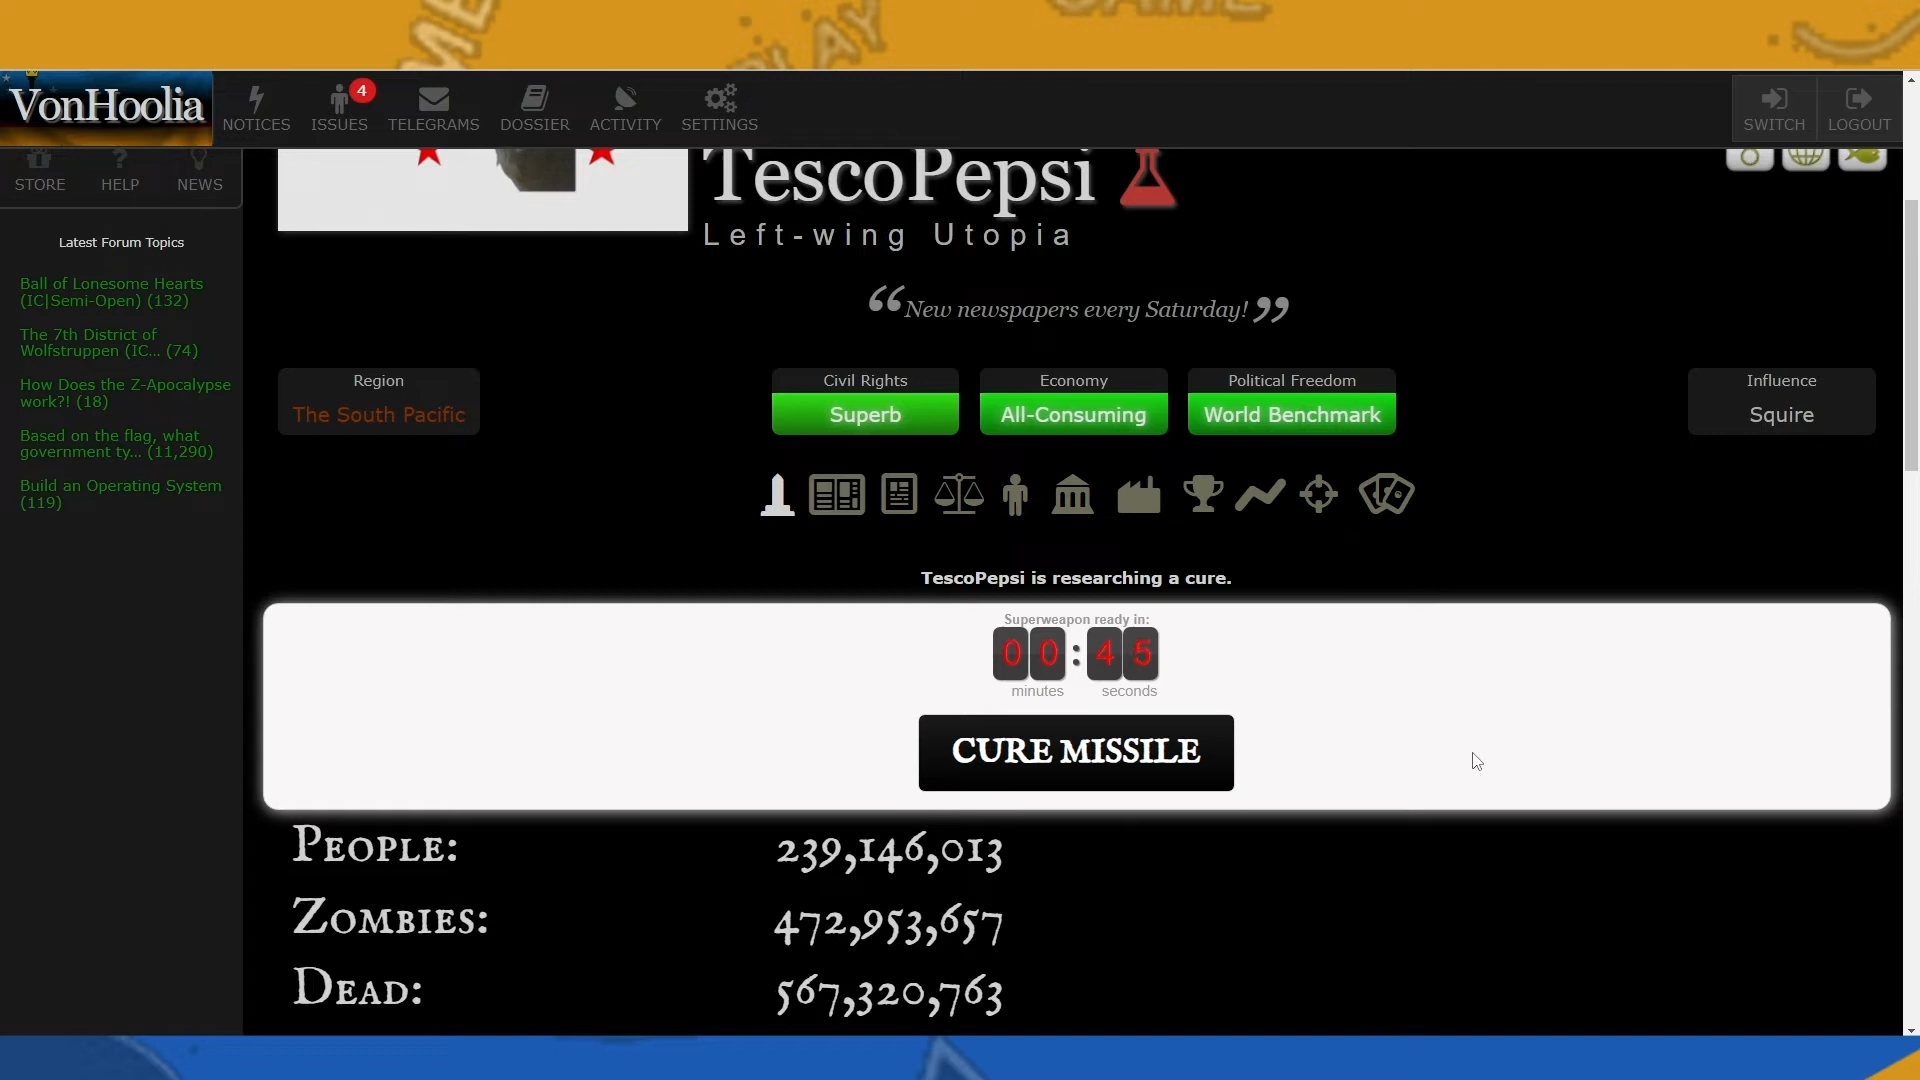 GAME
PLAY
VonHoolia
NOTICES
4
ISSUES
TELEGRAMS
DOSSIER
ACTIVITY
SETTINGS
SWITCH
LOGOUT
STORE
HELP
NEWS
TescoPepsi
Left-wing Utopia
Latest Forum Topics
Ball of Lonesome Hearts
(IC|Semi-Open) (132)
The 7th District of
Wolfstruppen (IC... (74)
How Does the Z-Apocalypse
work?! (18)
Based on the flag, what
government ty... (11,290)
Build an Operating System
(119)
“New newspapers every Saturday!”
Region
The South Pacific
Civil Rights
Superb
Economy
All-Consuming
Political Freedom
World Benchmark
Influence
Squire
TescoPepsi is researching a cure.
Superweapon ready in:
00:45
minutes seconds
CURE MISSILE
People: 239,146,013
Zombies: 472,953,657
Dead: 567,320,763